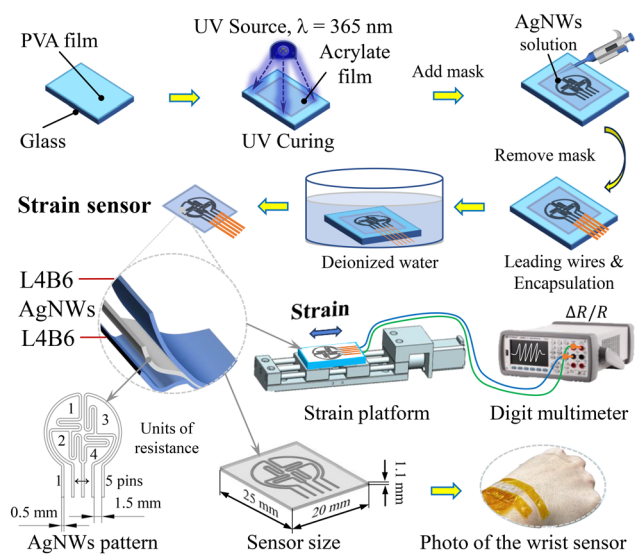 PVA film
UV Source, λ = 365 nm
Acrylate
film
AgNWs
solution
Add mask
Glass
UV Curing
Remove mask
Strain sensor
Deionized water
Leading wires &
Encapsulation
L4B6
AgNWs
L4B6
Strain
ΔR/R
Strain platform
Digit multimeter
1
3
2
4
Units of
resistance
1
5 pins
0.5 mm
1.5 mm
AgNWs pattern
25 mm
20 mm
1.1 mm
Sensor size
Photo of the wrist sensor